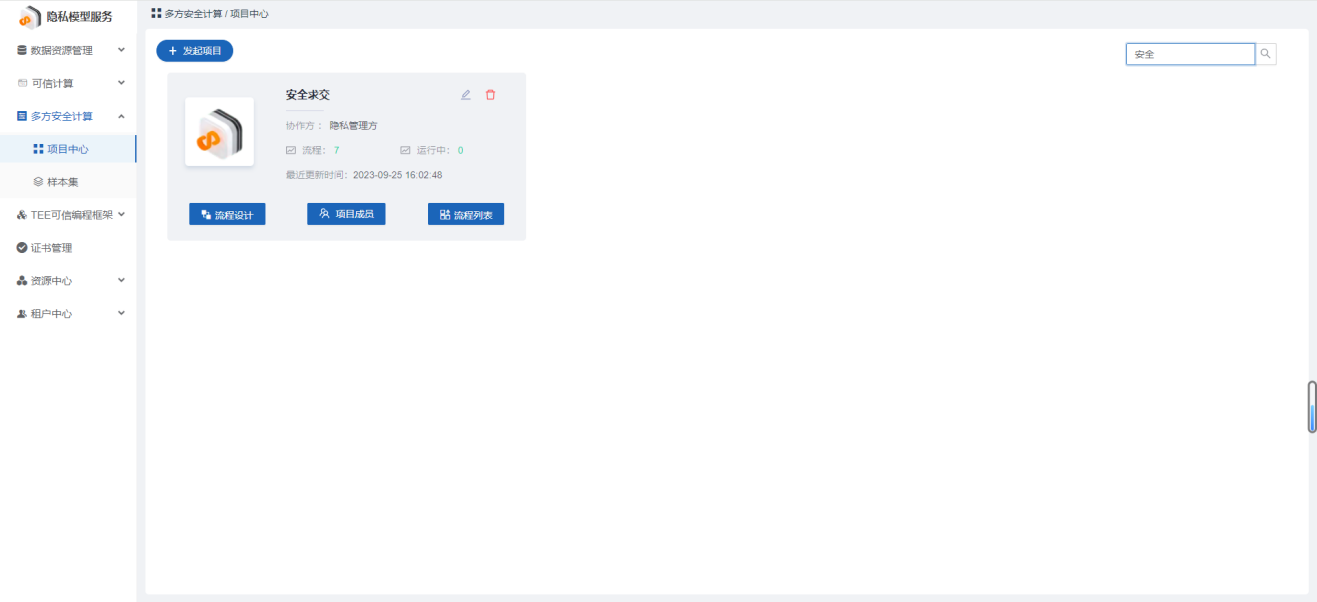 隐私模型服务
数据资源管理
可信计算
多方安全计算
项目中心
样本集
TEE可信编程框架
证书管理
资源中心
租户中心
多方安全计算 / 项目中心
+ 发起项目
安全
安全求交
协作方： 隐私管理方
流程： 7 运行中： 0
最近更新时间： 2023-09-25 16:02:48
流程设计 项目成员 流程列表